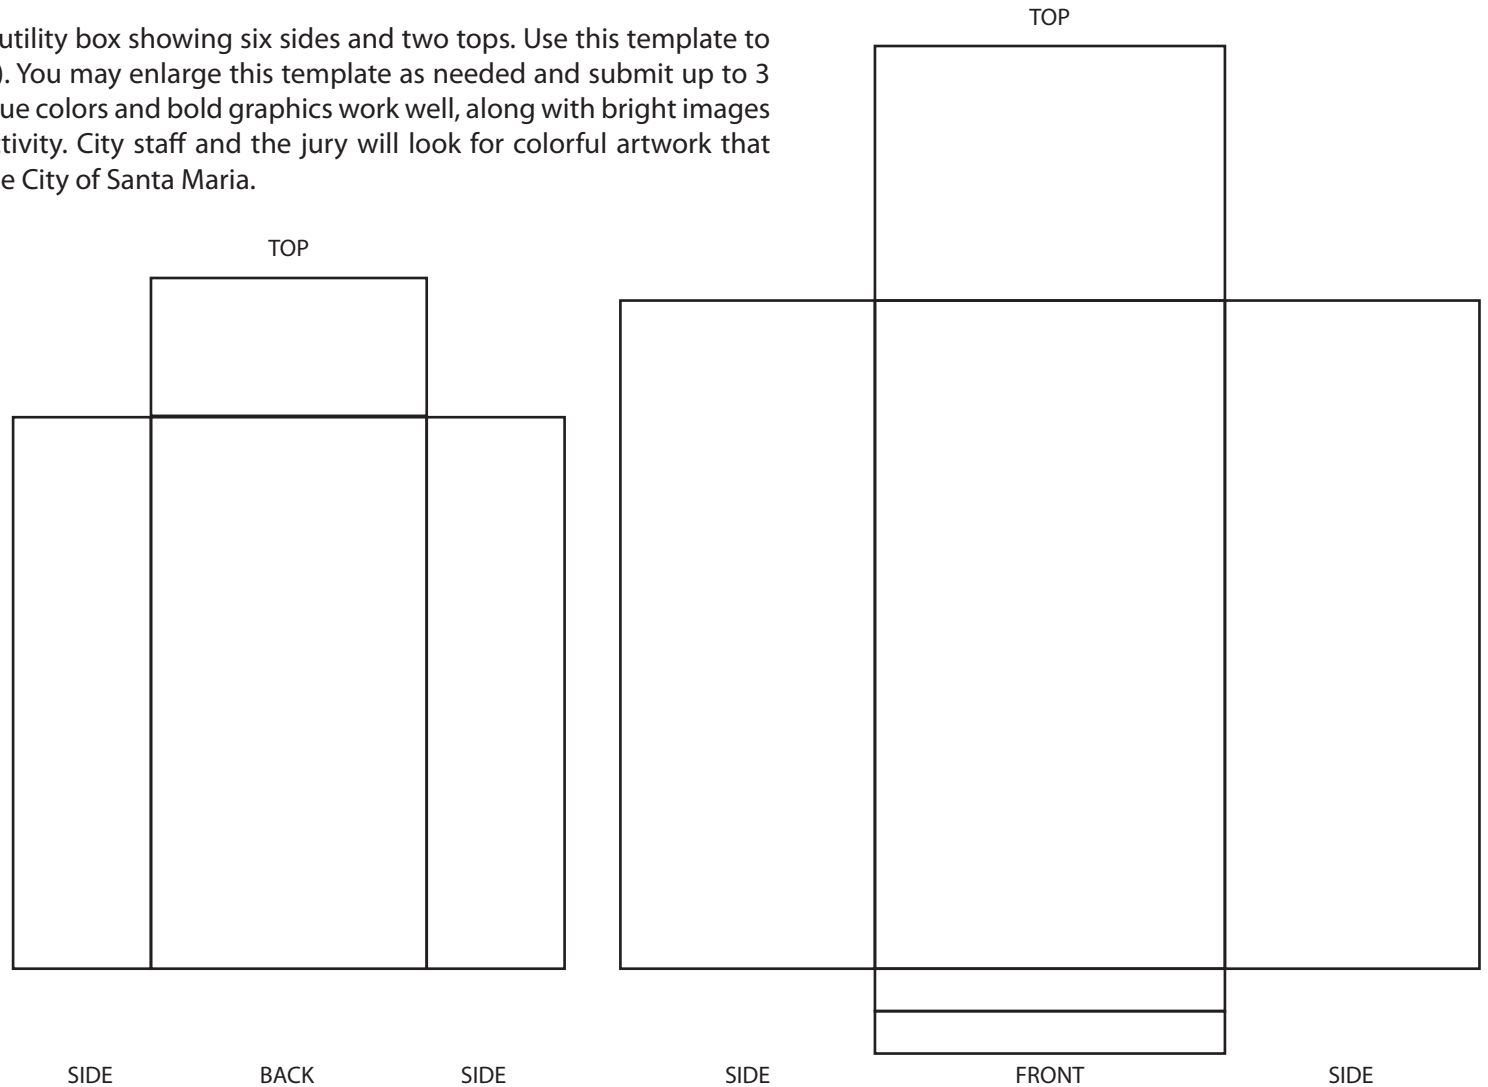 utility box showing six sides and two tops. Use this template to
). You may enlarge this template as needed and submit up to 3
ue colors and bold graphics work well, along with bright images
tivity. City staff and the jury will look for colorful artwork that
e City of Santa Maria.
TOP
TOP
SIDE BACK SIDE SIDE FRONT SIDE